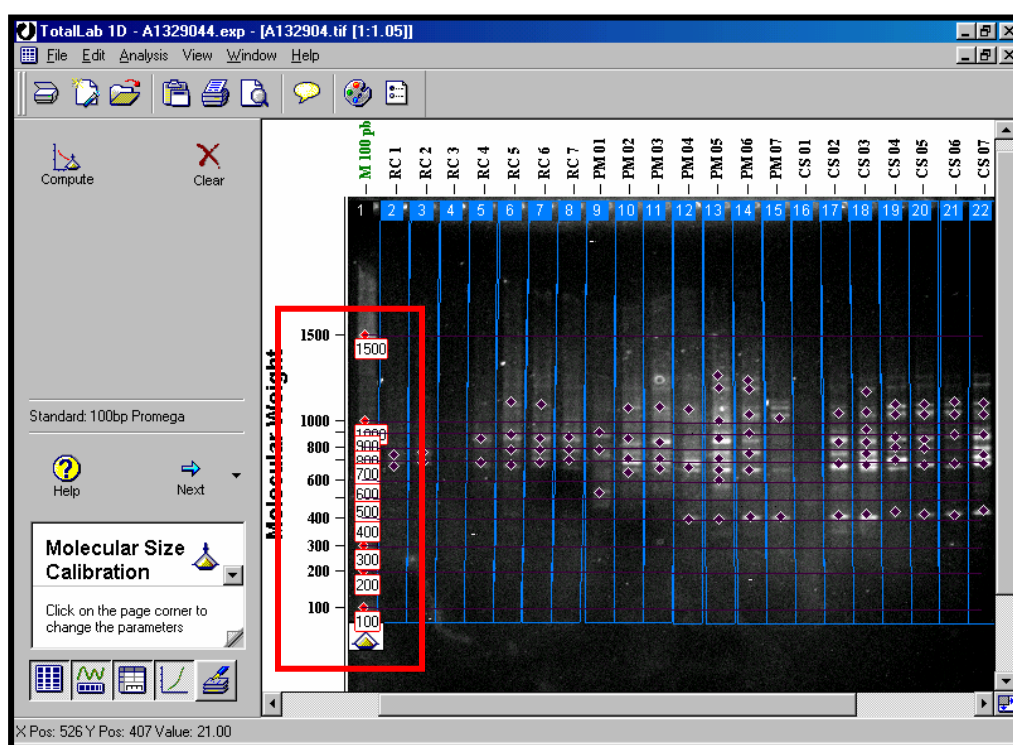 TotalLab 1D - A1329044.exp - [A132904.tif [1:1.05]]
File Edit Analysis View Window Help
Compute
Clear
Standard: 100bp Promega
Help
Next
Molecular Size
Calibration
Click on the page corner to
change the parameters
M 100 pb
RC 1
RC 2
RC 3
RC 4
RC 5
RC 6
RC 7
PM 01
PM 02
PM 03
PM 04
PM 05
PM 06
PM 07
CS 01
CS 02
CS 03
CS 04
CS 05
CS 06
CS 07
1 2 3 4 5 6 7 8 9 10 11 12 13 14 15 16 17 18 19 20 21 22
Molecular Weight
1500
1000
800
600
400
300
200
100
1500
1000
900
800
700
600
500
400
300
200
100
X Pos: 526 Y Pos: 407 Value: 21.00